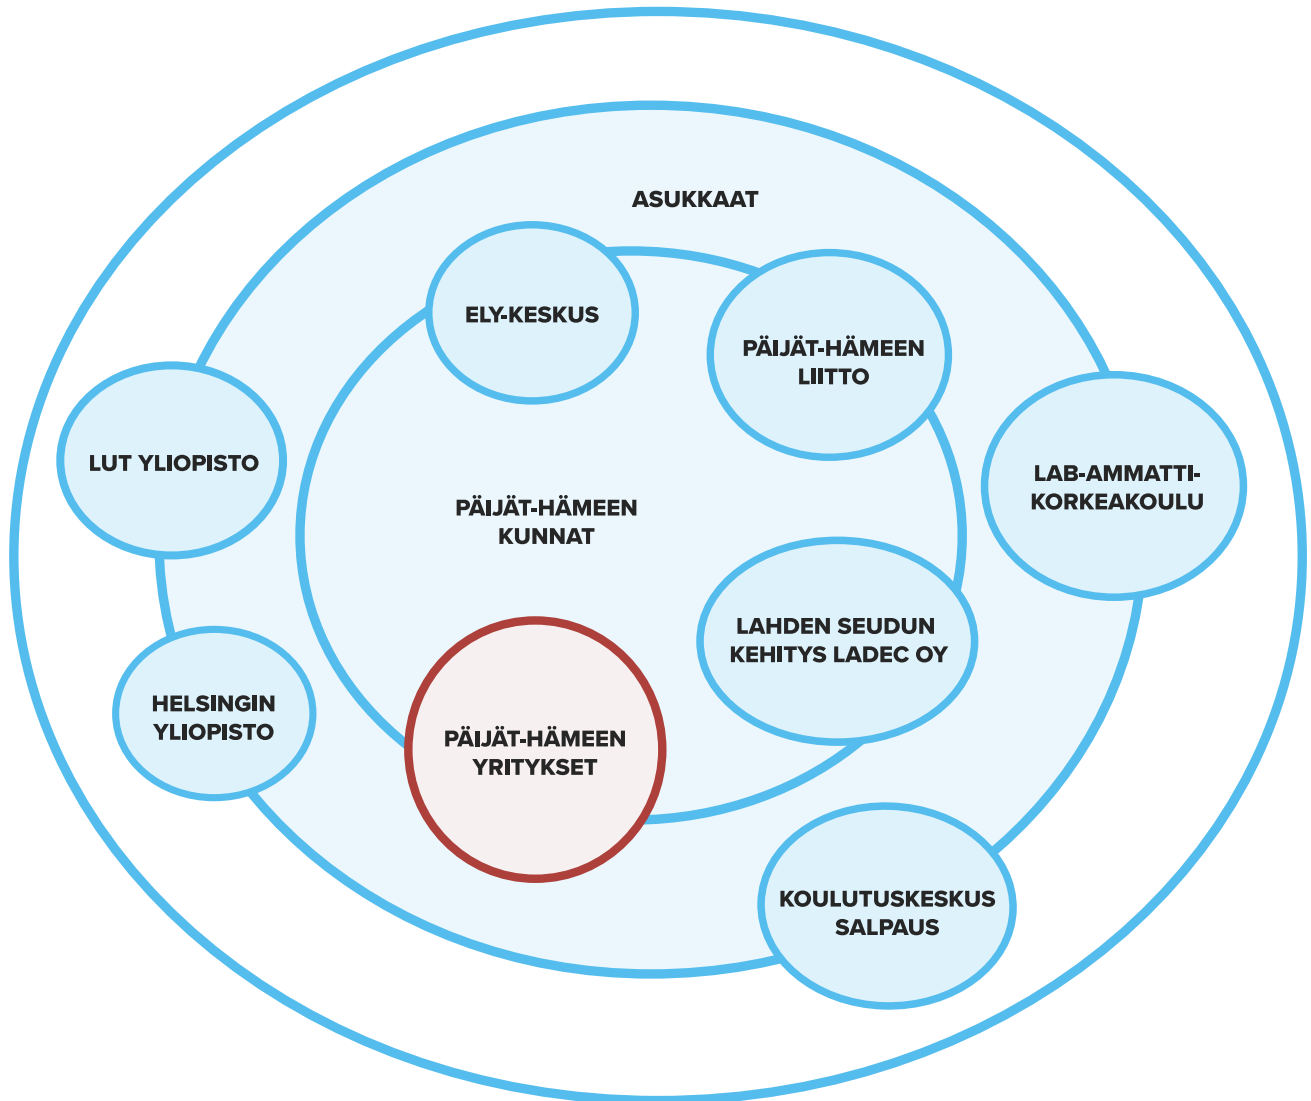 ASUKKAAT
ELY-KESKUS
PÄIJÄT-HÄMEEN
LIITTO
LUT YLIOPISTO
LAB-AMMATTI-
KORKEAKOULU
PÄIJÄT-HÄMEEN
KUNNAT
LAHDEN SEUDUN
KEHITYS LADEC OY
HELSINGIN
YLIOPISTO
PÄIJÄT-HÄMEEN
YRITYKSET
KOULUTUSKESKUS
SALPAUS